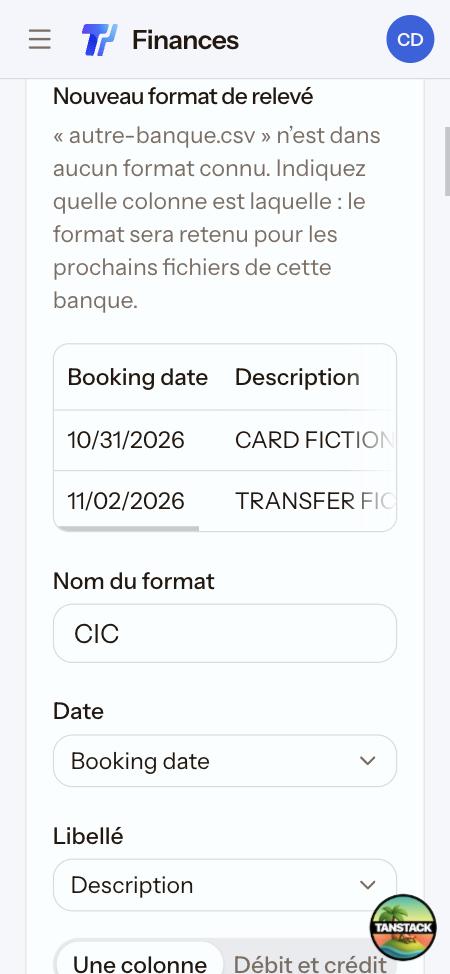 Finances
CD
Nouveau format de relevé
« autre-banque.csv » n’est dans
aucun format connu. Indiquez
quelle colonne est laquelle : le
format sera retenu pour les
prochains fichiers de cette
banque.
Booking date Description
10/31/2026 CARD FICTION
11/02/2026 TRANSFER FIC
Nom du format
CIC
Date
Booking date
Libellé
Description
TANSTACK
Une colonne Débit et crédit